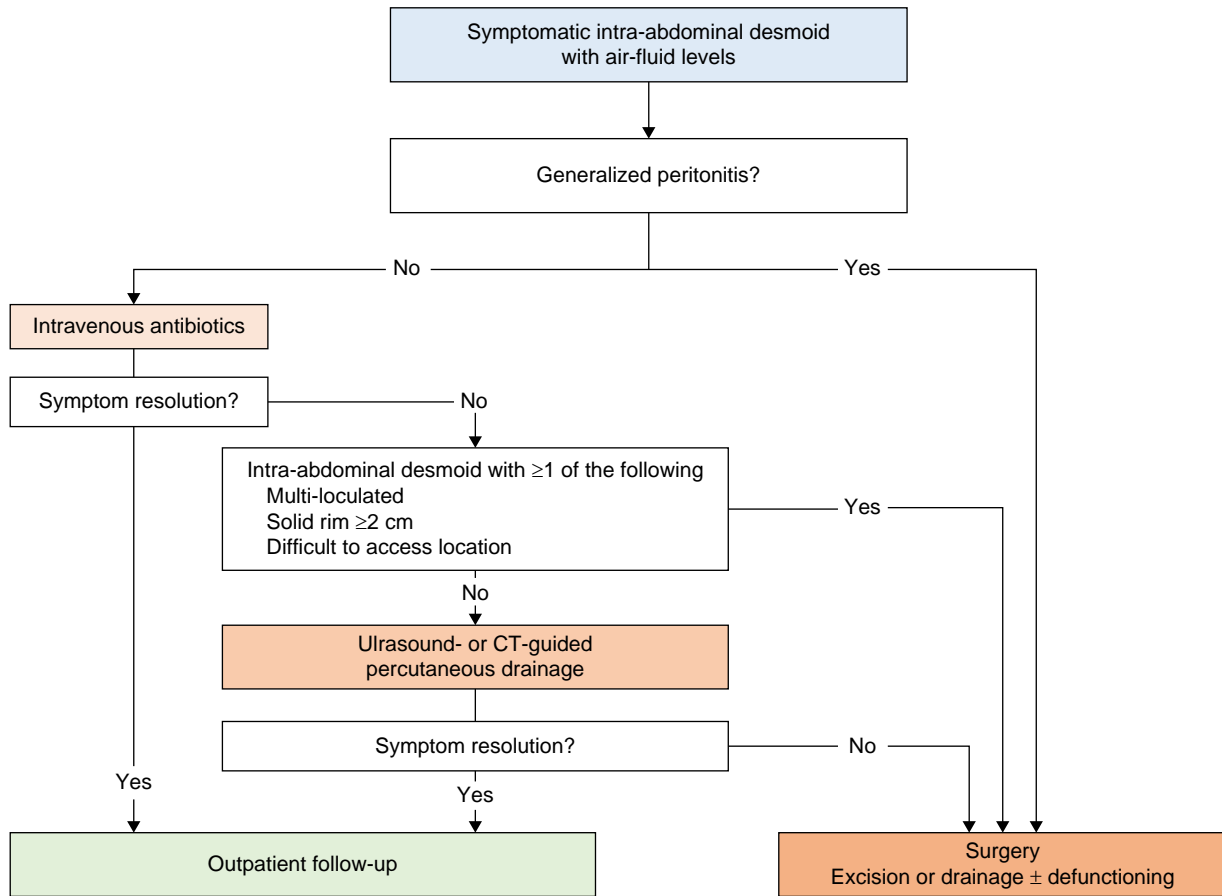 Symptomatic intra-abdominal desmoid
with air-fluid levels
Generalized peritonitis?
No
Yes
Intravenous antibiotics
Symptom resolution?
No
Intra-abdominal desmoid with ≥1 of the following
Multi-loculated
Solid rim ≥2 cm
Difficult to access location
Yes
No
Ulrasound- or CT-guided
percutaneous drainage
Symptom resolution?
No
Yes
Yes
Outpatient follow-up
Surgery
Excision or drainage ± defunctioning